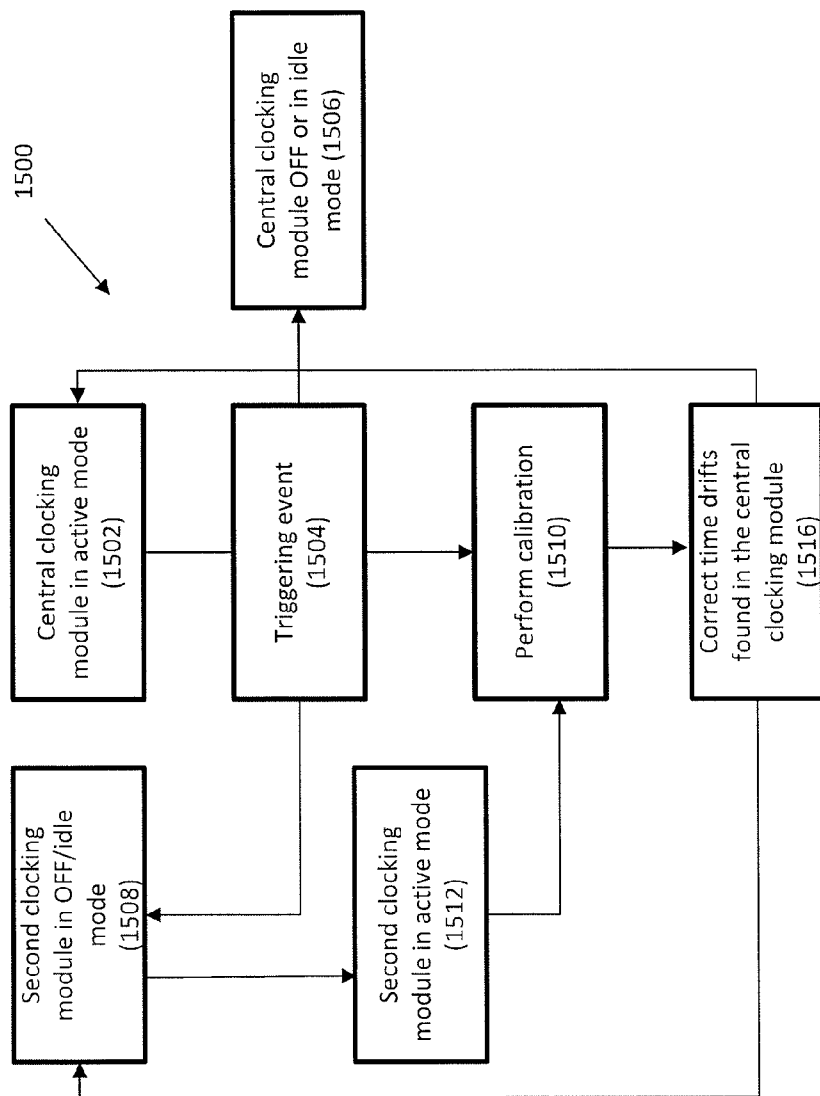 1500
Second clocking
module in OFF/idle
mode
(1508)
Central clocking
module in active mode
(1502)
Triggering event
(1504)
Central clocking
module OFF or in idle
mode (1506)
Second clocking
module in active mode
(1512)
Perform calibration
(1510)
Correct time drifts
found in the central
clocking module
(1516)